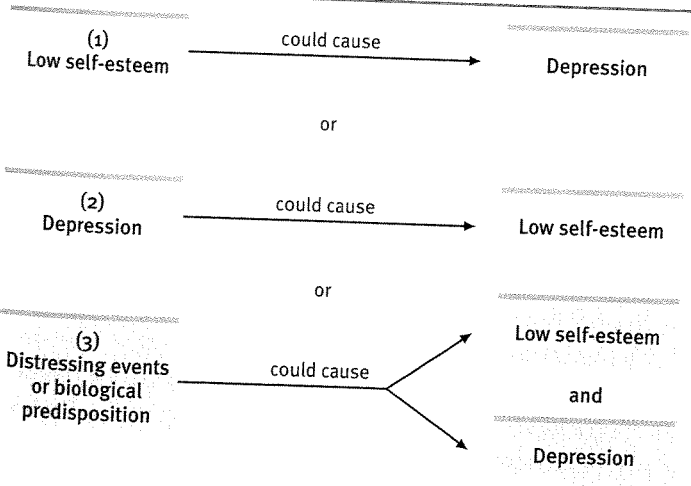 (1)
Low self-esteem
could cause
Depression
or
(2)
Depression
could cause
Low self-esteem
or
(3)
Distressing events
or biological
predisposition
could cause
Low self-esteem
and
Depression